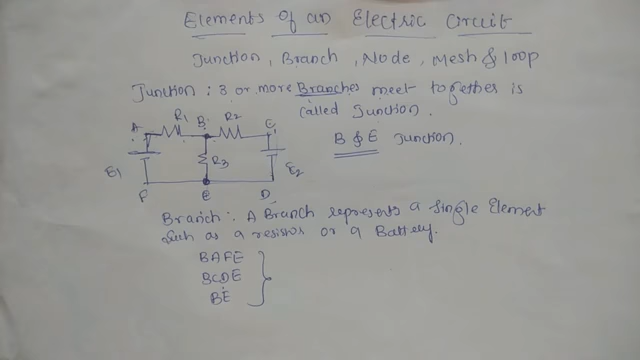 Elements of an Electric Circuit
Junction, Branch, Node, Mesh & loop
Junction : 3 or more Branches meet together is
called Junction.
A R1 B R2 C
B & E Junction.
E1 R3 E2
F E D
Branch : A Branch represents a single Element
Such as a resistor or a Battery.
BAFE
BCDE
BE